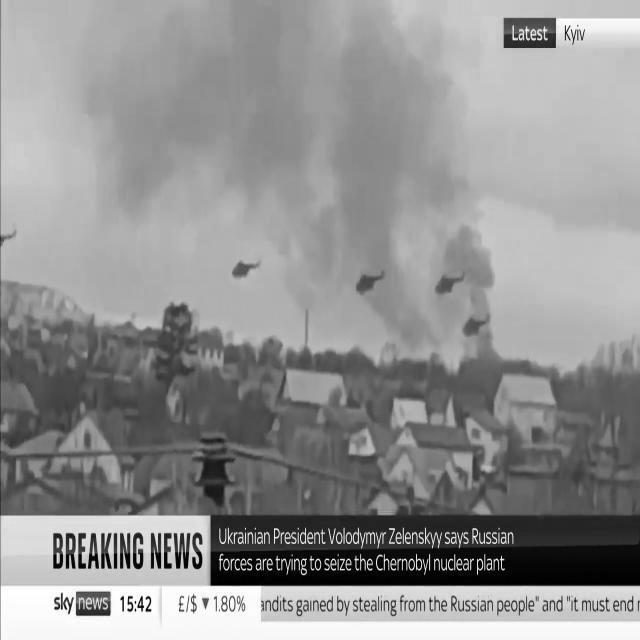 Latest Kyiv
BREAKING NEWS
Ukrainian President Volodymyr Zelenskyy says Russian
forces are trying to seize the Chernobyl nuclear plant
sky news 15:42 £/$ ▼ 1.80% andits gained by stealing from the Russian people" and "it must end